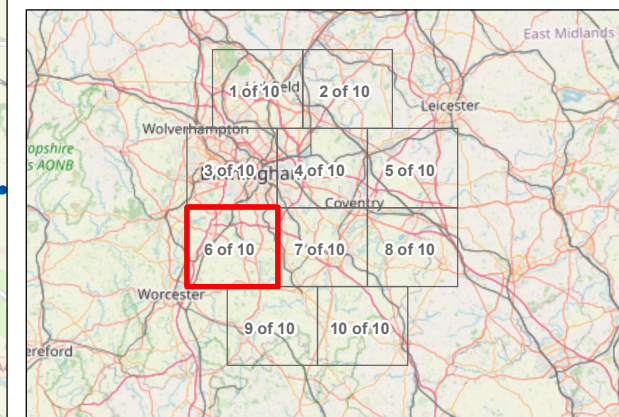 East Midlands
1 of 10
2 of 10
Leicester
Wolverhampton
opshire
s AONB
3 of 10
4 of 10
5 of 10
Coventry
6 of 10
7 of 10
8 of 10
Worcester
9 of 10
10 of 10
ereford